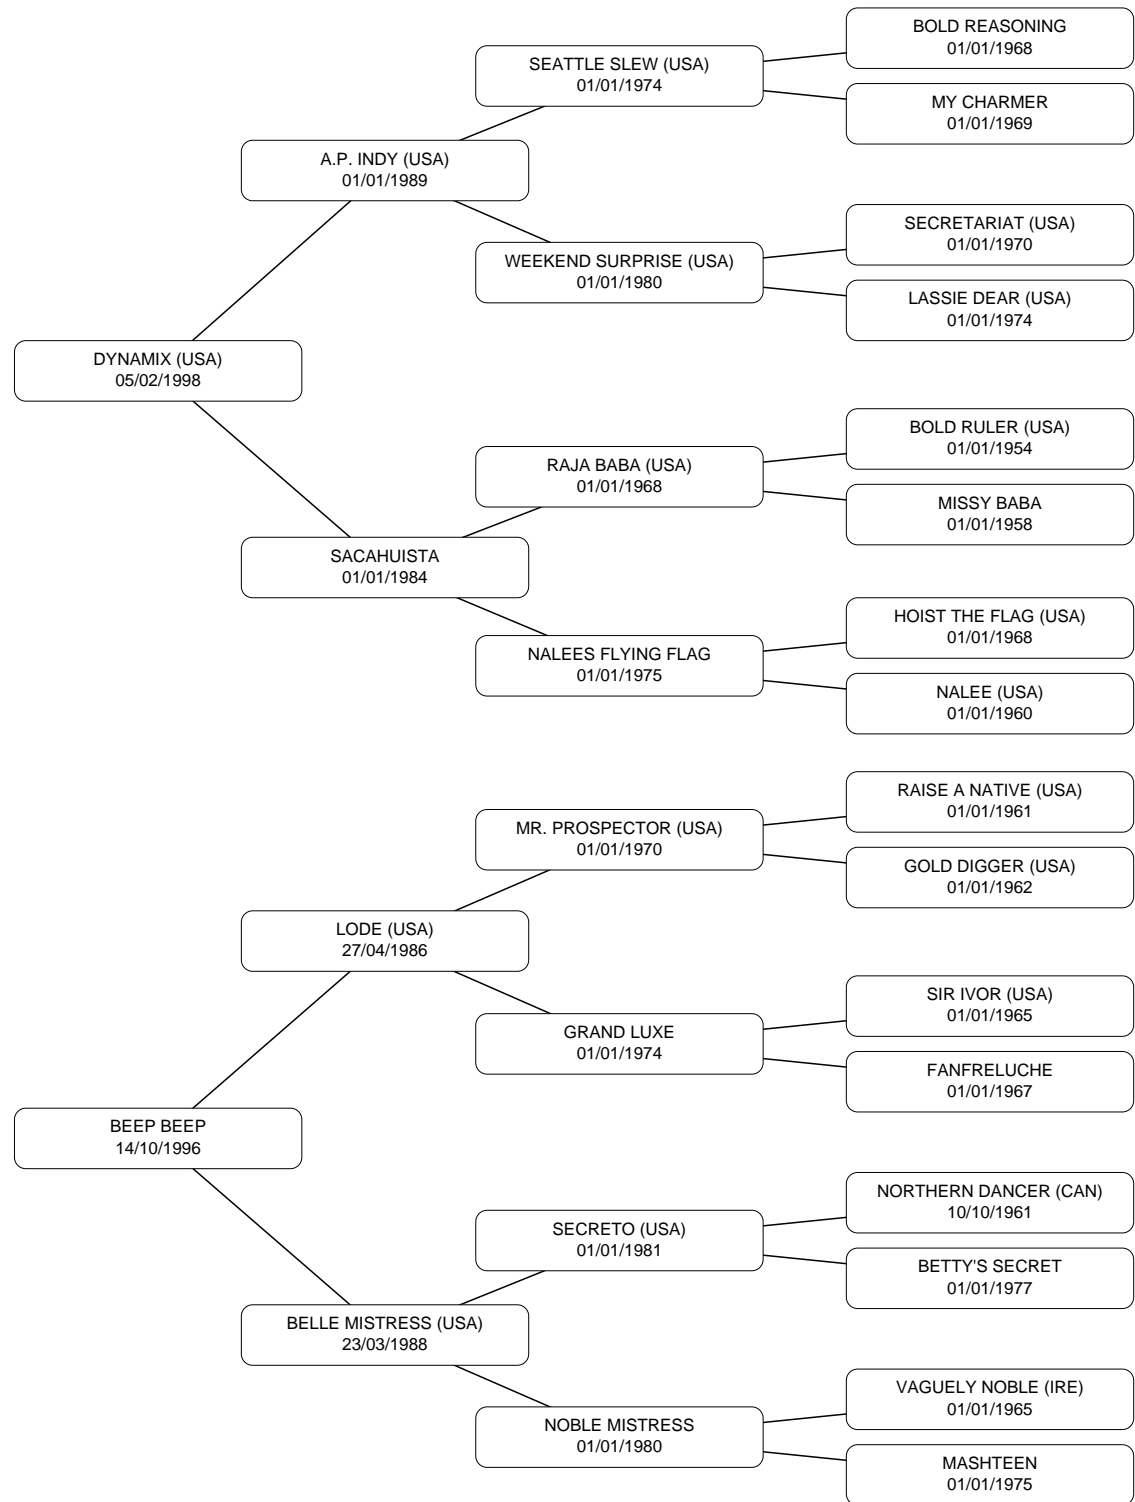 BOLD REASONING
01/01/1968
SEATTLE SLEW (USA)
01/01/1974
MY CHARMER
01/01/1969
A.P. INDY (USA)
01/01/1989
SECRETARIAT (USA)
01/01/1970
WEEKEND SURPRISE (USA)
01/01/1980
LASSIE DEAR (USA)
01/01/1974
DYNAMIX (USA)
05/02/1998
BOLD RULER (USA)
01/01/1954
RAJA BABA (USA)
01/01/1968
MISSY BABA
01/01/1958
SACAHUISTA
01/01/1984
HOIST THE FLAG (USA)
01/01/1968
NALEES FLYING FLAG
01/01/1975
NALEE (USA)
01/01/1960
RAISE A NATIVE (USA)
01/01/1961
MR. PROSPECTOR (USA)
01/01/1970
GOLD DIGGER (USA)
01/01/1962
LODE (USA)
27/04/1986
SIR IVOR (USA)
01/01/1965
GRAND LUXE
01/01/1974
FANFRELUCHE
01/01/1967
BEEP BEEP
14/10/1996
NORTHERN DANCER (CAN)
10/10/1961
SECRETO (USA)
01/01/1981
BETTY'S SECRET
01/01/1977
BELLE MISTRESS (USA)
23/03/1988
VAGUELY NOBLE (IRE)
01/01/1965
NOBLE MISTRESS
01/01/1980
MASHTEEN
01/01/1975